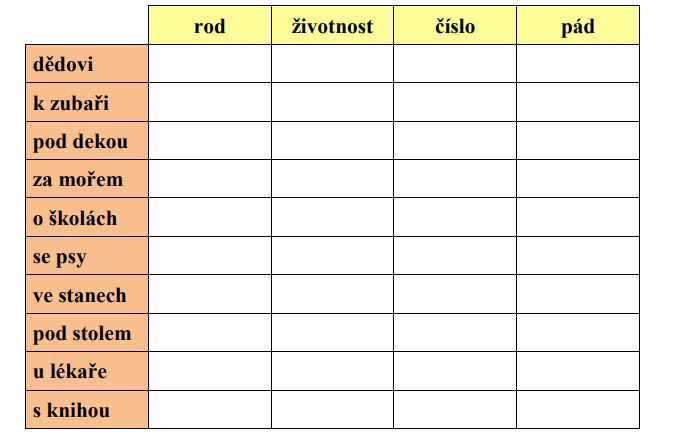 rod životnost číslo pád
dědovi
k zubaři
pod dekou
za mořem
o školách
se psy
ve stanech
pod stolem
u lékaře
s knihou